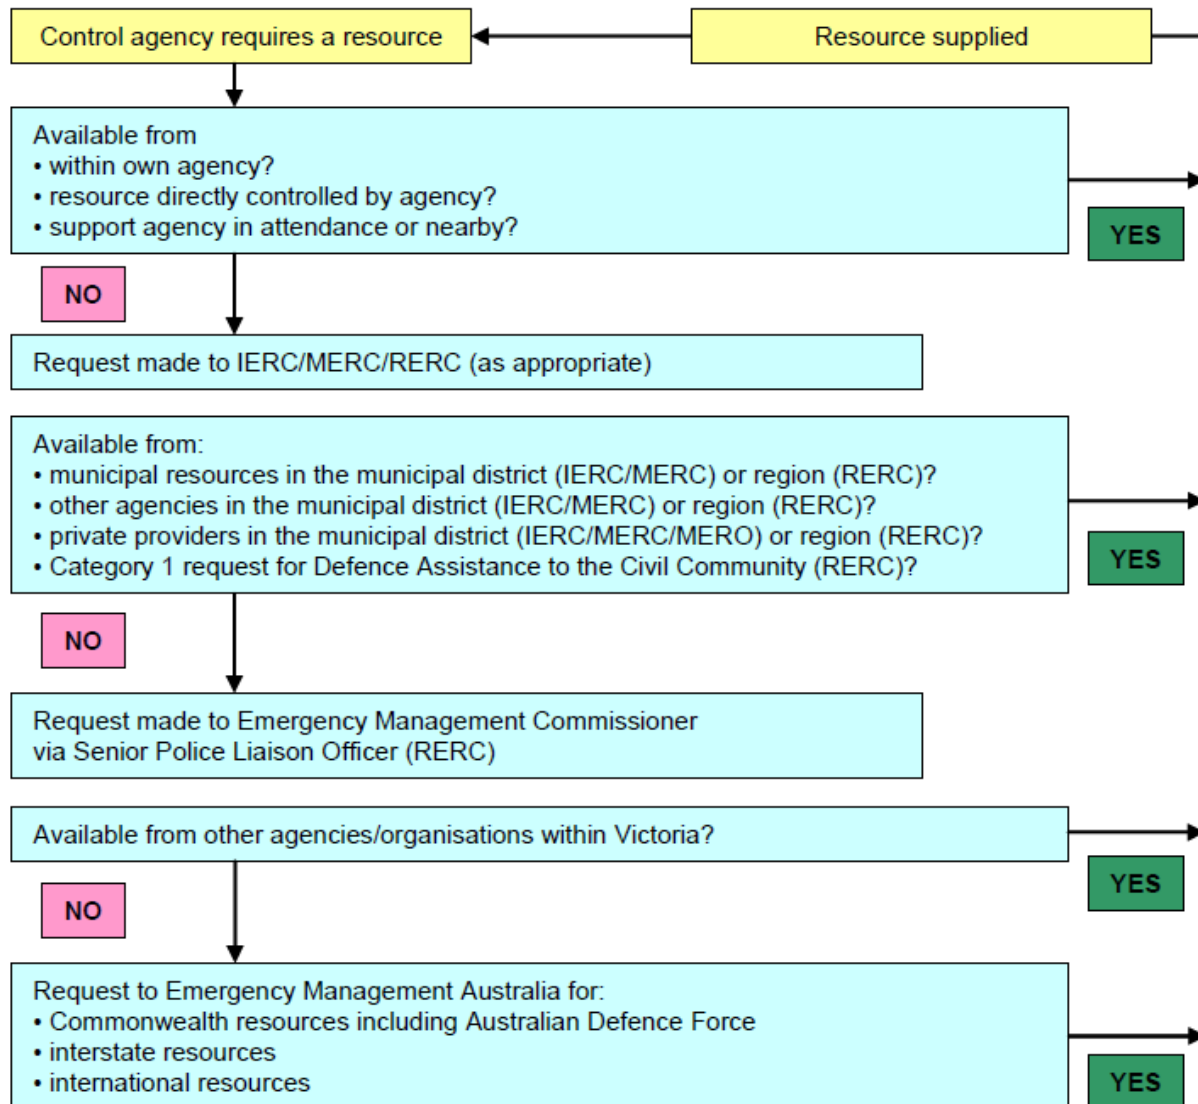 Control agency requires a resource
Resource supplied
Available from
• within own agency?
• resource directly controlled by agency?
• support agency in attendance or nearby?
YES
NO
Request made to IERC/MERC/RERC (as appropriate)
Available from:
• municipal resources in the municipal district (IERC/MERC) or region (RERC)?
• other agencies in the municipal district (IERC/MERC) or region (RERC)?
• private providers in the municipal district (IERC/MERC/MERO) or region (RERC)?
• Category 1 request for Defence Assistance to the Civil Community (RERC)?
YES
NO
Request made to Emergency Management Commissioner
via Senior Police Liaison Officer (RERC)
Available from other agencies/organisations within Victoria?
YES
NO
Request to Emergency Management Australia for:
• Commonwealth resources including Australian Defence Force
• interstate resources
• international resources
YES